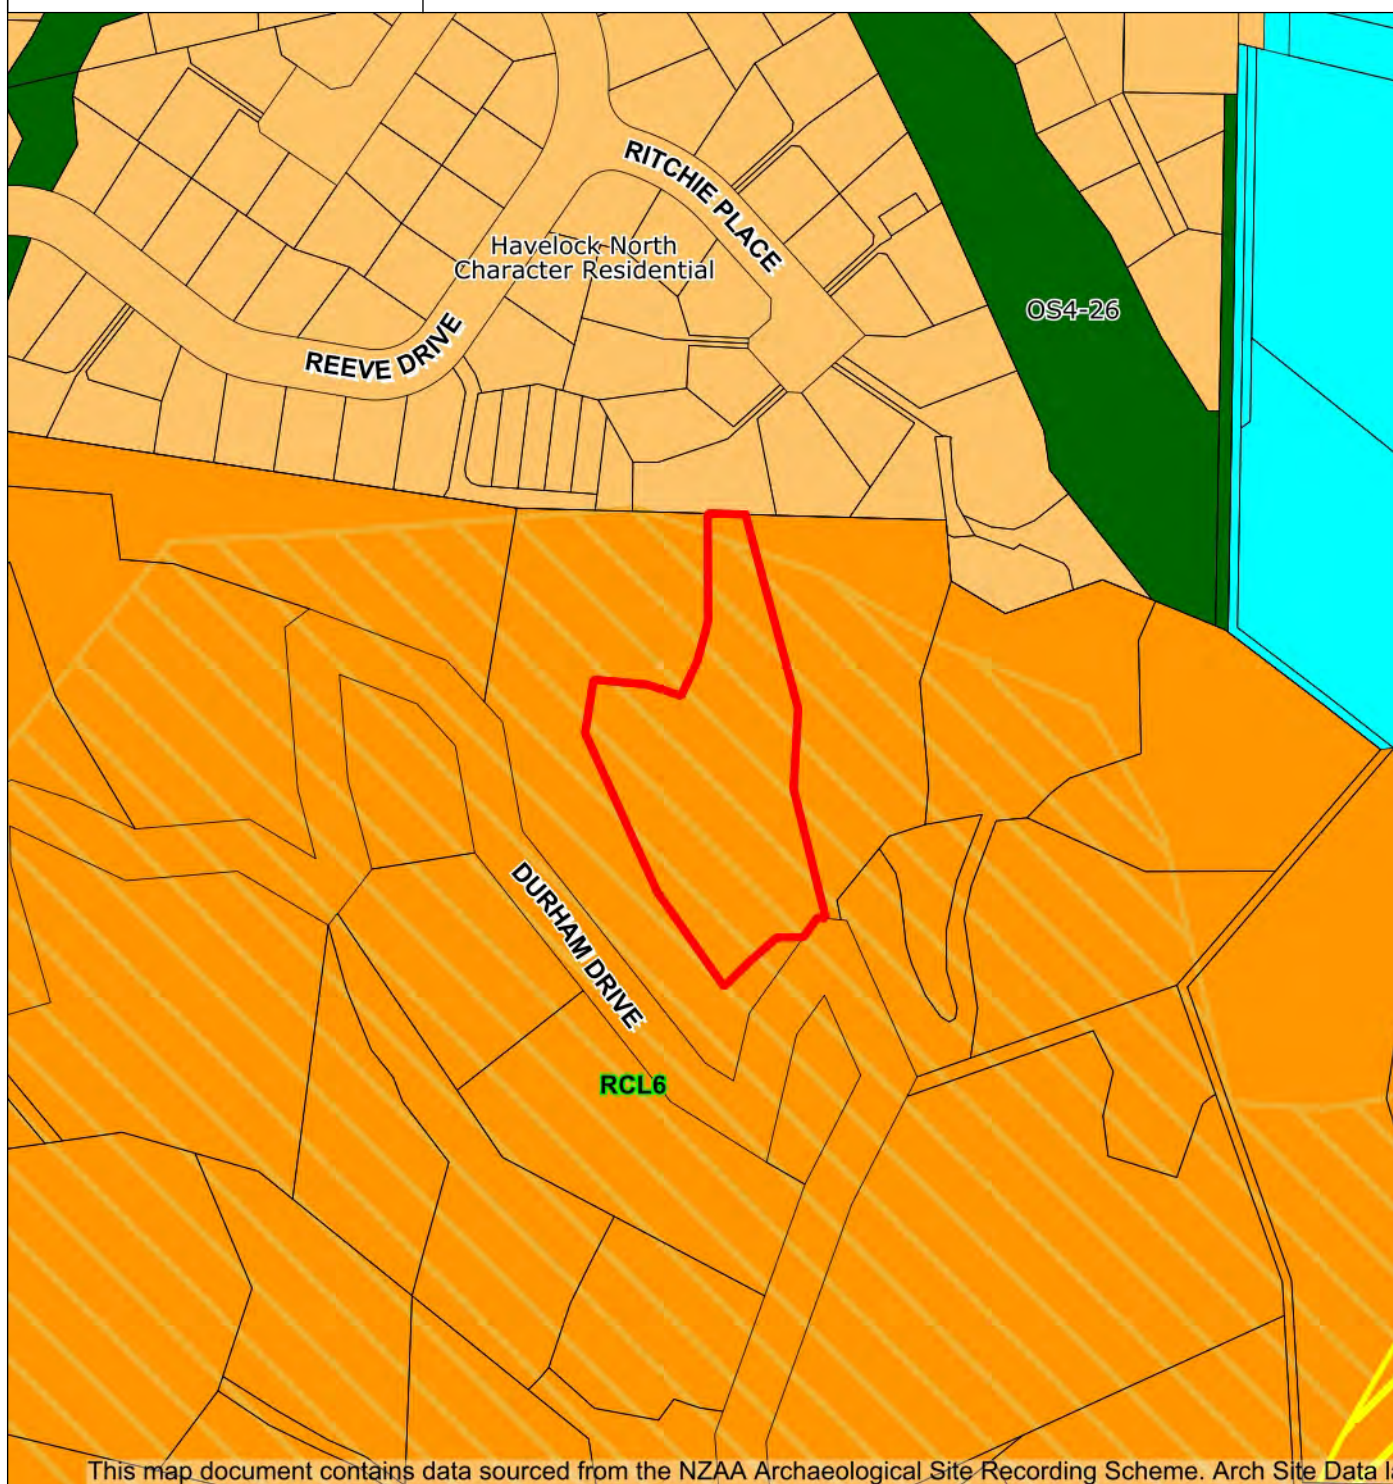 RITCHIE PLACE
Havelock North
Character Residential
OS4-26
REEVE DRIVE
DURHAM DRIVE
RCL6
This map document contains data sourced from the NZAA Archaeological Site Recording Scheme. Arch Site Data